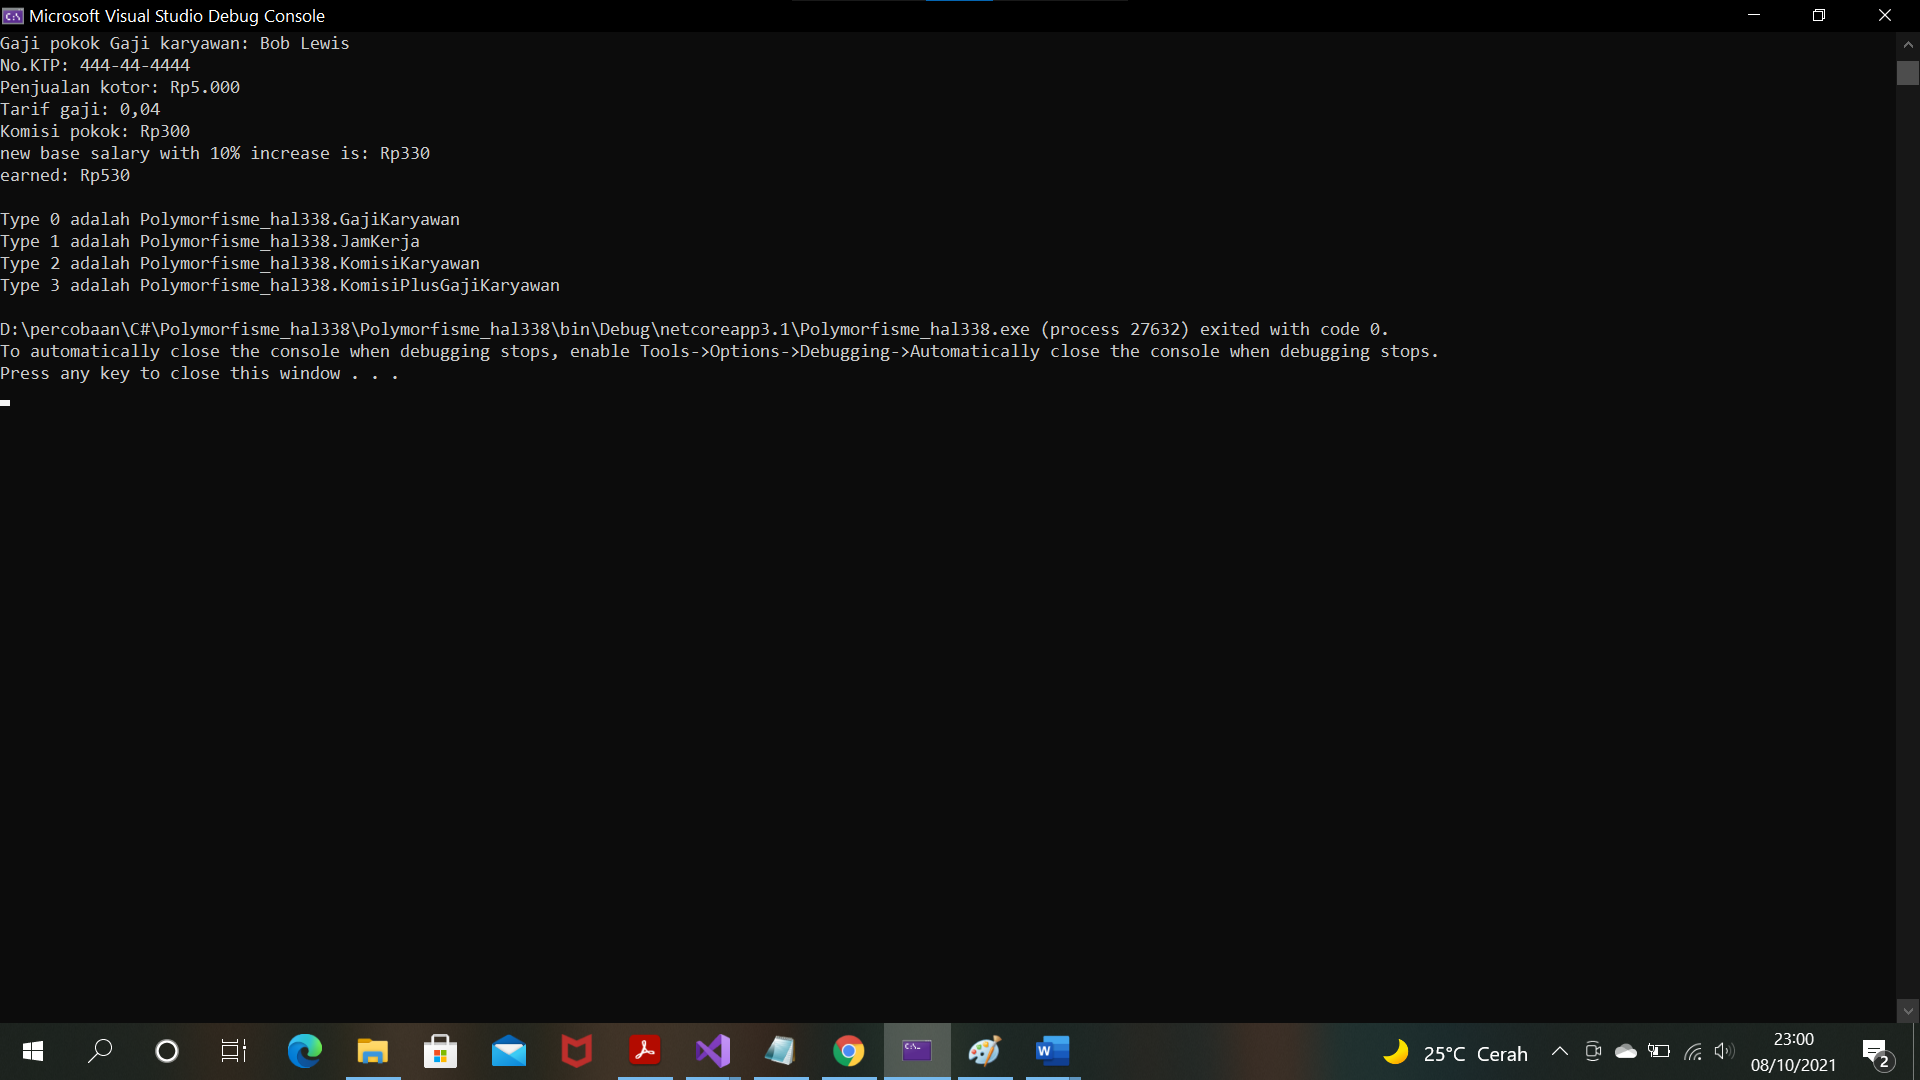 Microsoft Visual Studio Debug Console
Gaji pokok Gaji karyawan: Bob Lewis
No.KTP: 444-44-4444
Penjualan kotor: Rp5.000
Tarif gaji: 0,04
Komisi pokok: Rp300
new base salary with 10% increase is: Rp330
earned: Rp530
Type 0 adalah Polymorfisme_hal338.GajiKaryawan
Type 1 adalah Polymorfisme_hal338.JamKerja
Type 2 adalah Polymorfisme_hal338.KomisiKaryawan
Type 3 adalah Polymorfisme_hal338.KomisiPlusGajiKaryawan
D:\percobaan\C#\Polymorfisme_hal338\Polymorfisme_hal338\bin\Debug\netcoreapp3.1\Polymorfisme_hal338.exe (process 27632) exited with code 0.
To automatically close the console when debugging stops, enable Tools->Options->Debugging->Automatically close the console when debugging stops.
Press any key to close this window . . .
25°C Cerah
23:00
08/10/2021
2